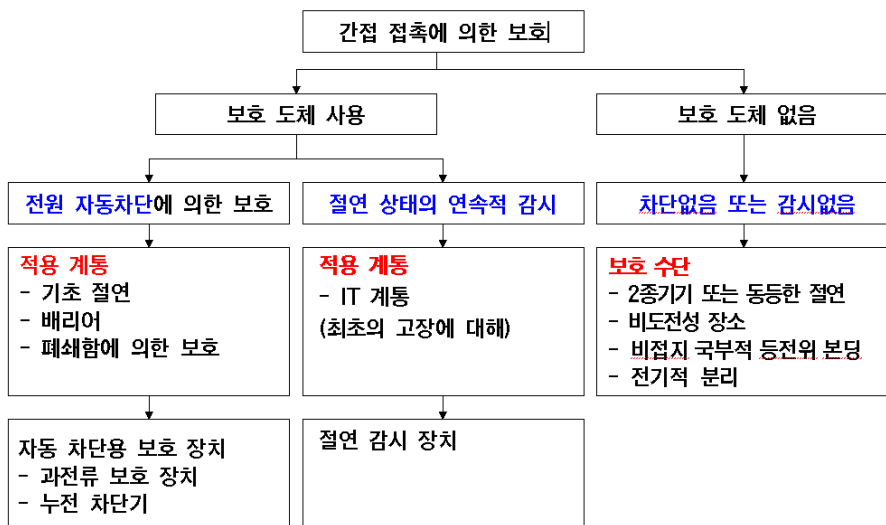 간접 접촉에 의한 보호
보호 도체 사용
보호 도체 없음
전원 자동차단에 의한 보호
절연 상태의 연속적 감시
차단없음 또는 감시없음
적용 계통
- 기초 절연
- 배리어
- 폐쇄함에 의한 보호
적용 계통
- IT 계통
(최초의 고장에 대해)
보호 수단
- 2종기기 또는 동등한 절연
- 비도전성 장소
- 비접지 국부적 등전위 본딩
- 전기적 분리
자동 차단용 보호 장치
- 과전류 보호 장치
- 누전 차단기
절연 감시 장치